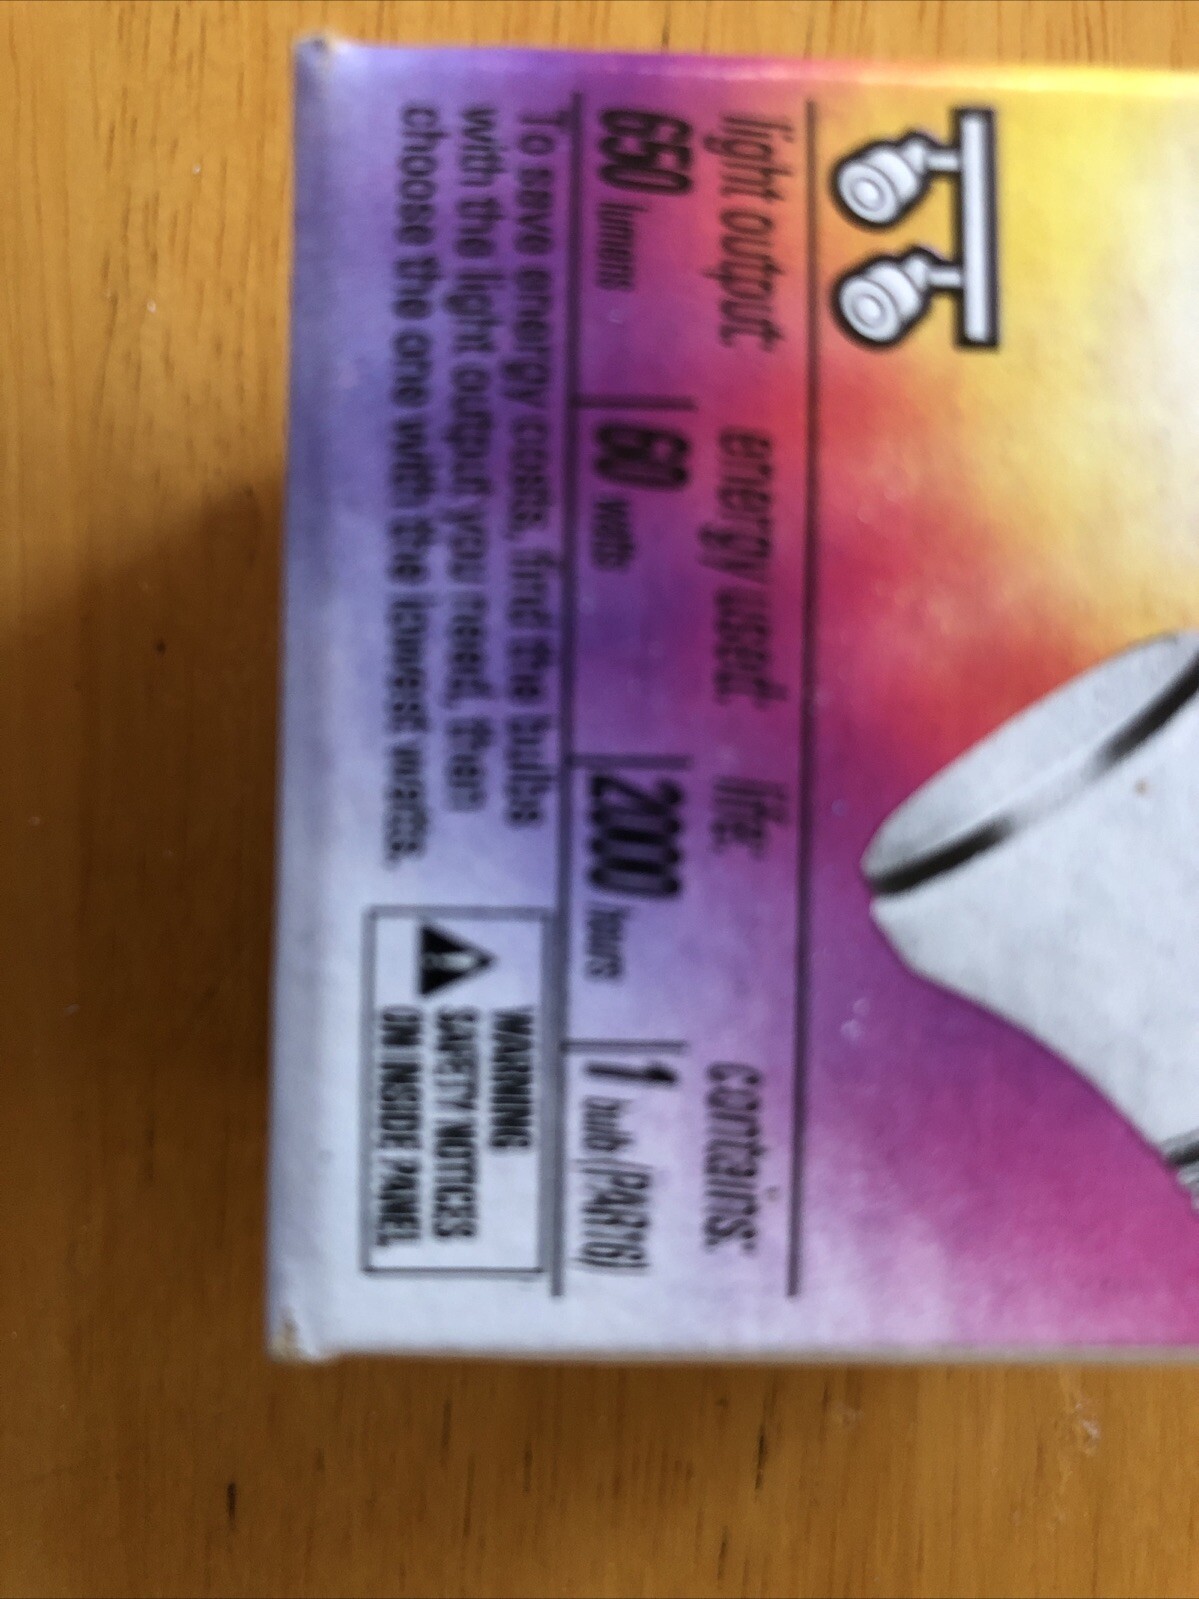 light output: energy used: life: contains:
650 lumens 60 watts 2000 hours 1 bulb (PAR16)
To save energy costs, find the bulbs
with the light output you need, then
choose the one with the lowest watts.
WARNING
SAFETY NOTICES
ON INSIDE PANEL